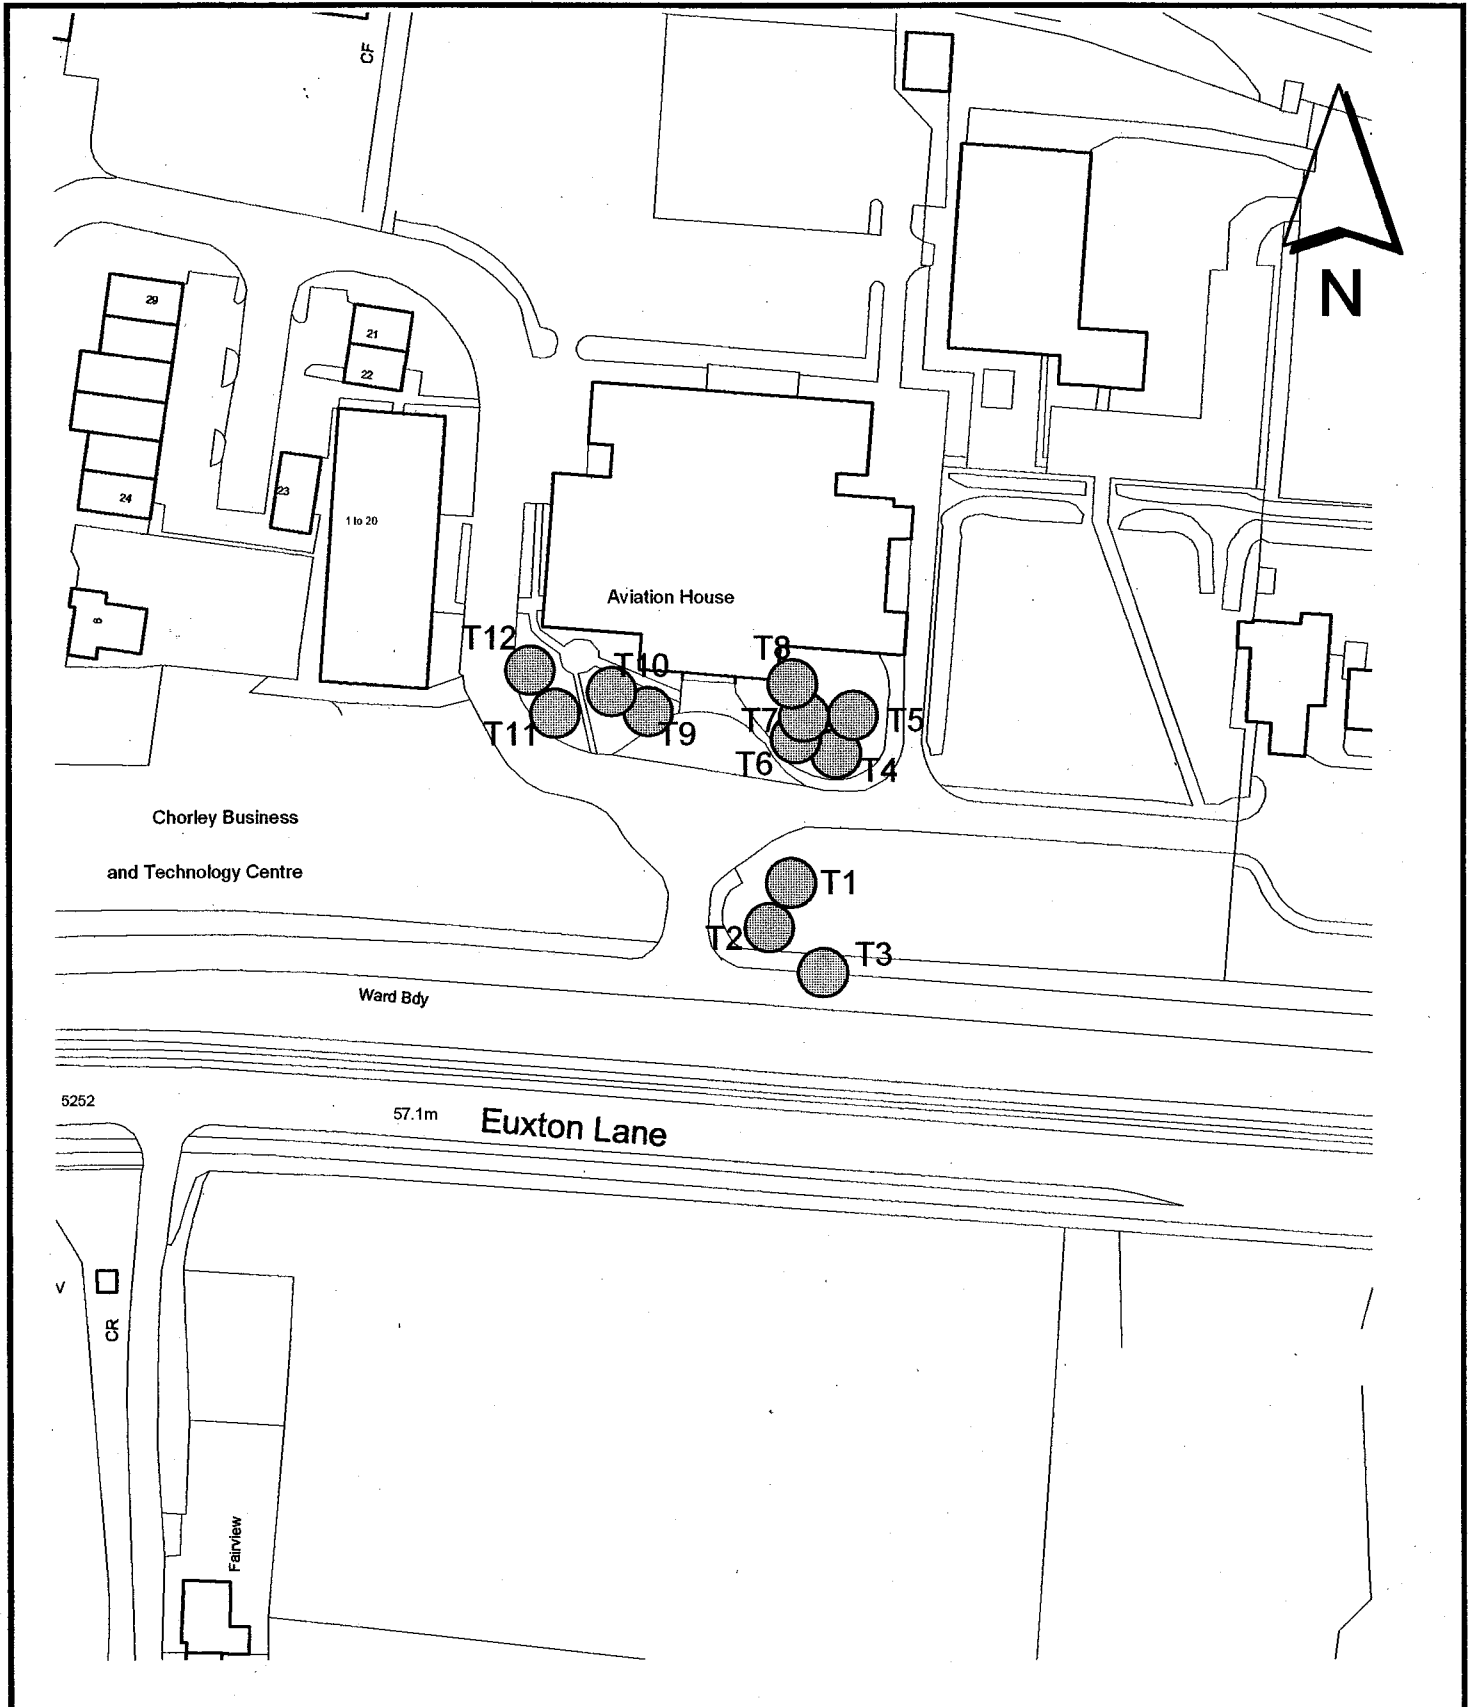 CF
N
29
21
22
24
23
1 to 20
8
Aviation House
T12
T10
T8
T11
T9
T7
T5
T6
T4
Chorley Business
and Technology Centre
T1
T2
T3
Ward Bdy
5252
57.1m
Euxton Lane
V
CR
Fairview